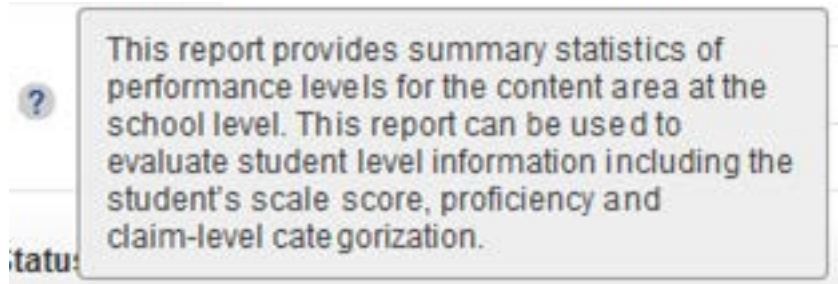 This report provides summary statistics of
performance levels for the content area at the
? school level. This report can be used to
evaluate student level information including the
student's scale score, proficiency and
claim-level categorization.